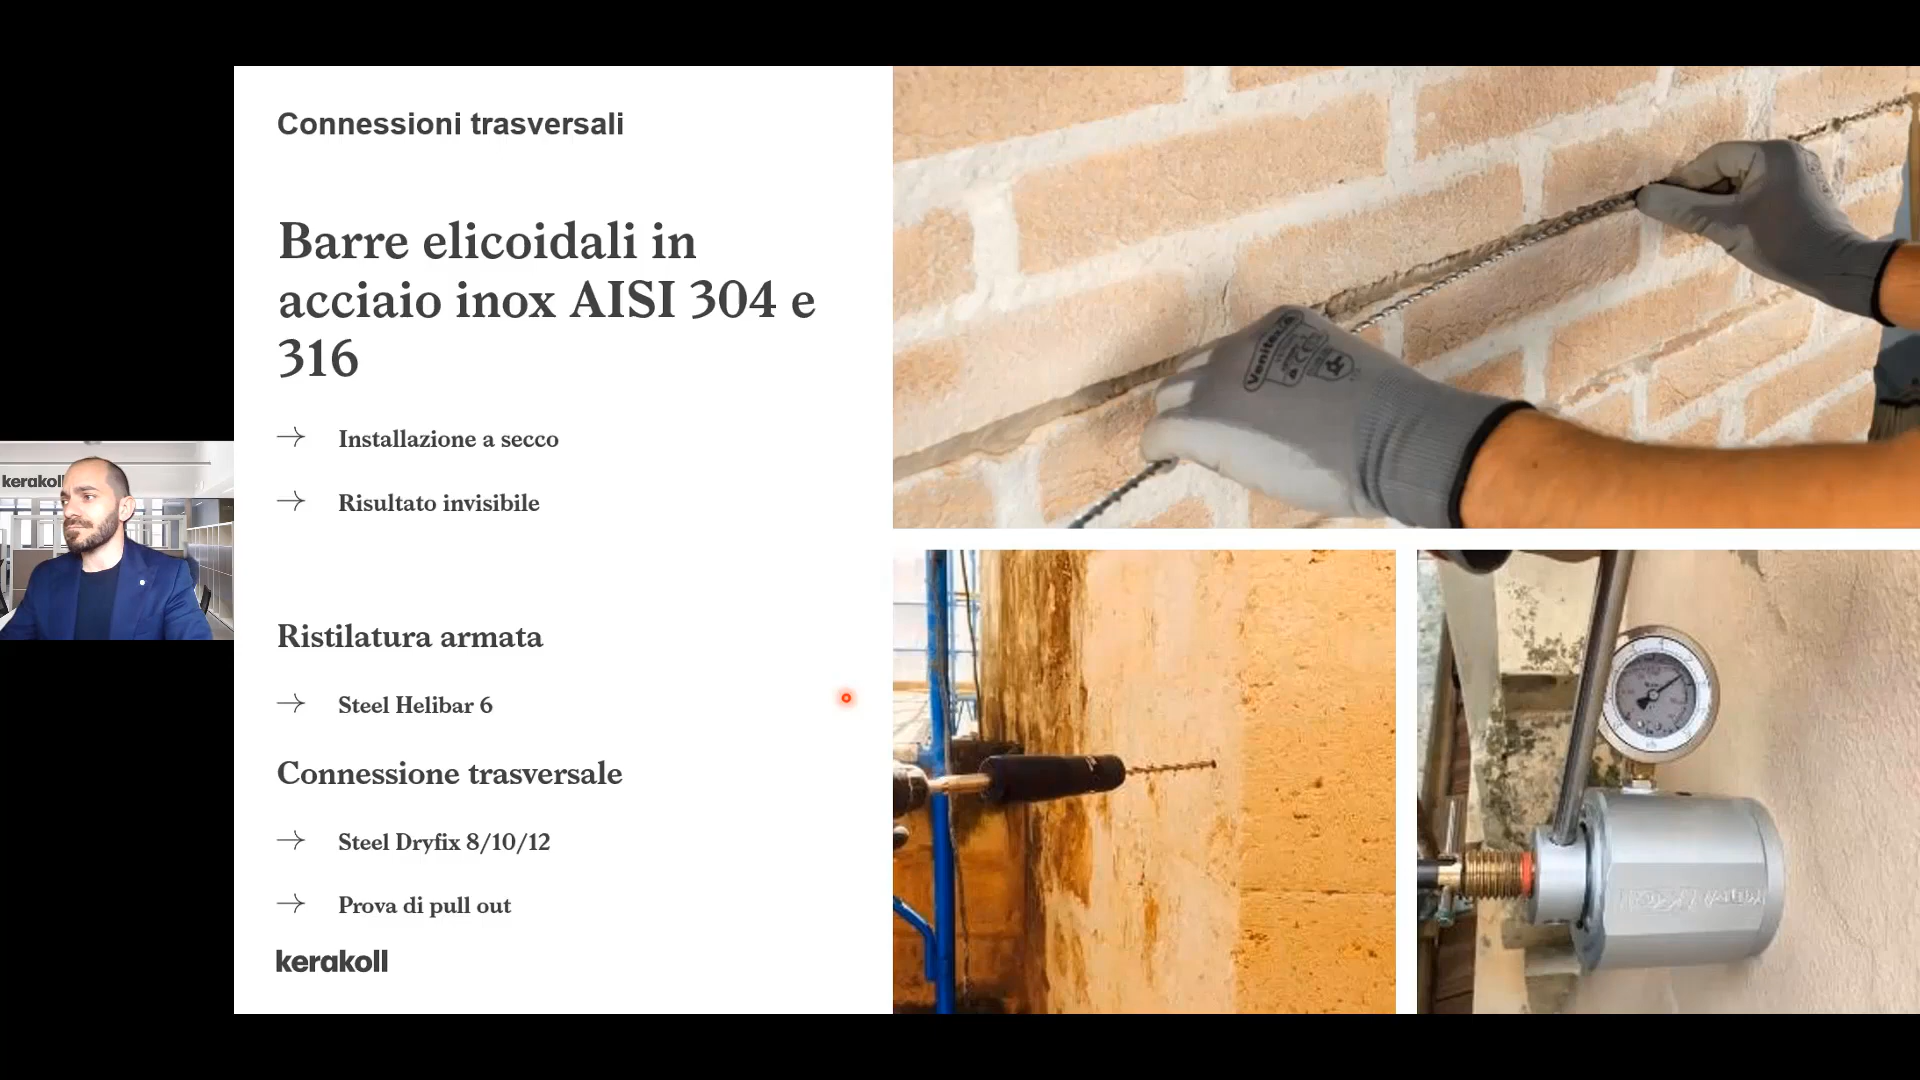 Connessioni trasversali
Barre elicoidali in
acciaio inox AISI 304 e
316
Installazione a secco
Risultato invisibile
Ristilatura armata
Steel Helibar 6
Connessione trasversale
Steel Dryfix 8/10/12
Prova di pull out
kerakoll
kerakoll
Venitex